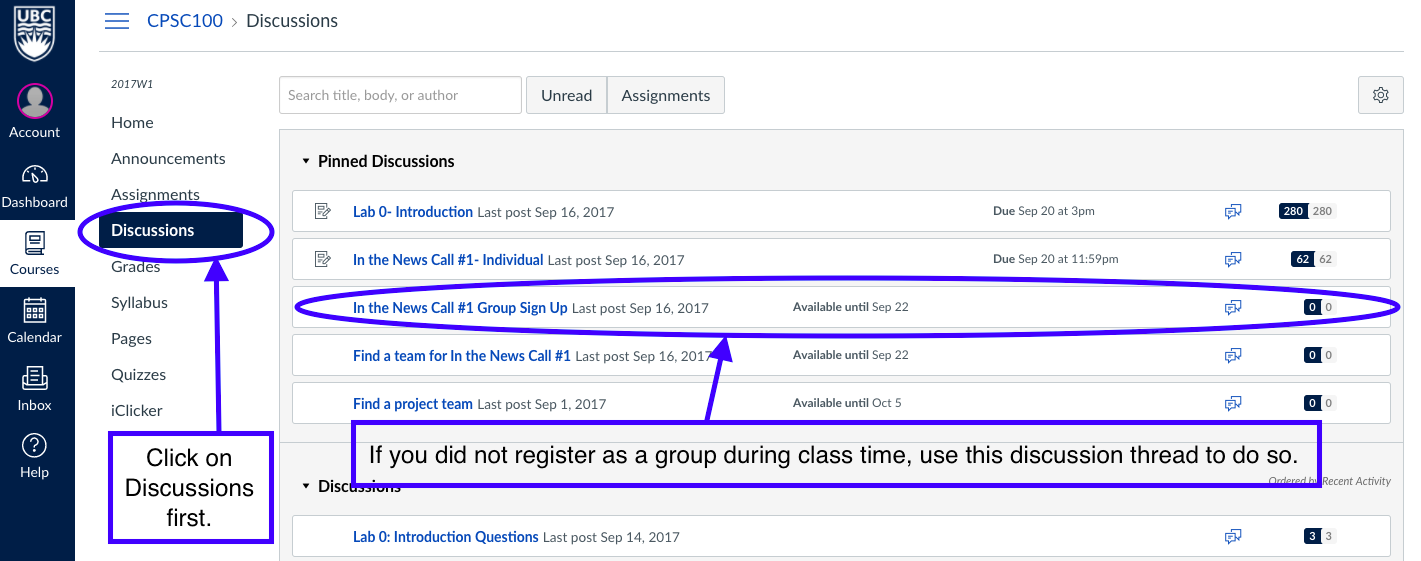 UBC
CPSC100 › Discussions
Account
Dashboard
Courses
Calendar
Inbox
Help
2017W1
Home
Announcements
Assignments
Discussions
Grades
Syllabus
Pages
Quizzes
iClicker
Click on
Discussions
first.
Search title, body, or author
Unread
Assignments
Pinned Discussions
Lab 0- Introduction Last post Sep 16, 2017 Due Sep 20 at 3pm 280 280
In the News Call #1- Individual Last post Sep 16, 2017 Due Sep 20 at 11:59pm 62 62
In the News Call #1 Group Sign Up Last post Sep 16, 2017 Available until Sep 22 0 0
Find a team for In the News Call #1 Last post Sep 16, 2017 Available until Sep 22 0 0
Find a project team Last post Sep 1, 2017 Available until Oct 5 0 0
If you did not register as a group during class time, use this discussion thread to do so.
Discussions
Ordered by Recent Activity
Lab 0: Introduction Questions Last post Sep 14, 2017 3 3